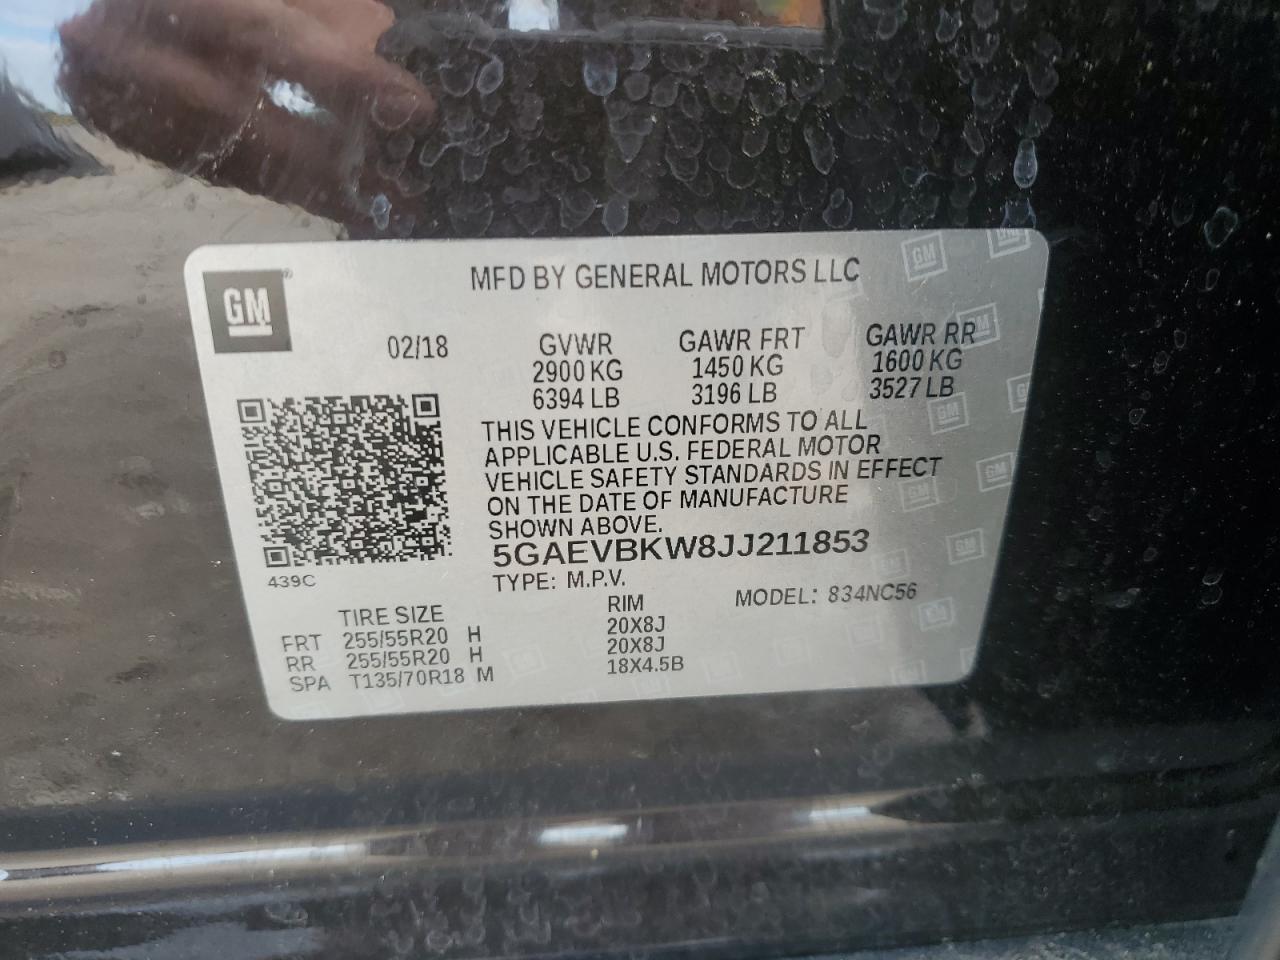 MFD BY GENERAL MOTORS LLC
GM ®
02/18 GVWR GAWR FRT GAWR RR
2900 KG 1450 KG 1600 KG
6394 LB 3196 LB 3527 LB
THIS VEHICLE CONFORMS TO ALL
APPLICABLE U.S. FEDERAL MOTOR
VEHICLE SAFETY STANDARDS IN EFFECT
ON THE DATE OF MANUFACTURE
SHOWN ABOVE.
5GAEVBKW8JJ211853
439C
TYPE: M.P.V. MODEL: 834NC56
TIRE SIZE RIM
FRT 255/55R20 H 20X8J
RR 255/55R20 H 20X8J
SPA T135/70R18 M 18X4.5B